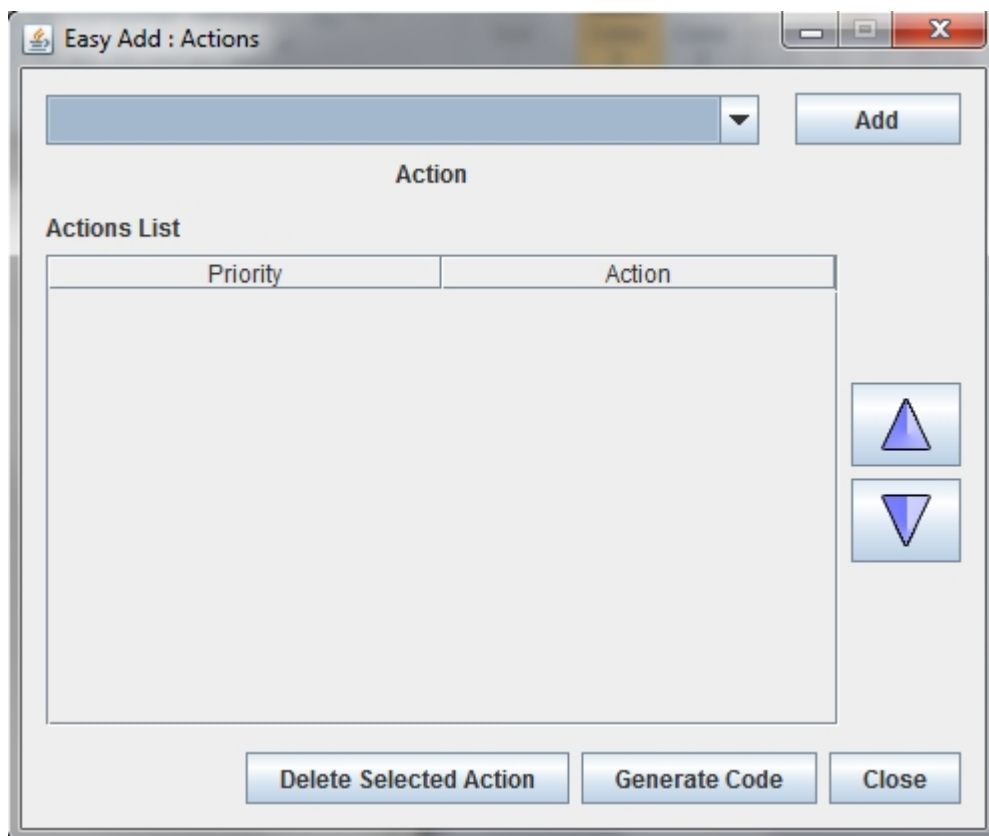 Easy Add : Actions
Add
Action
Actions List
Priority Action
Delete Selected Action Generate Code Close